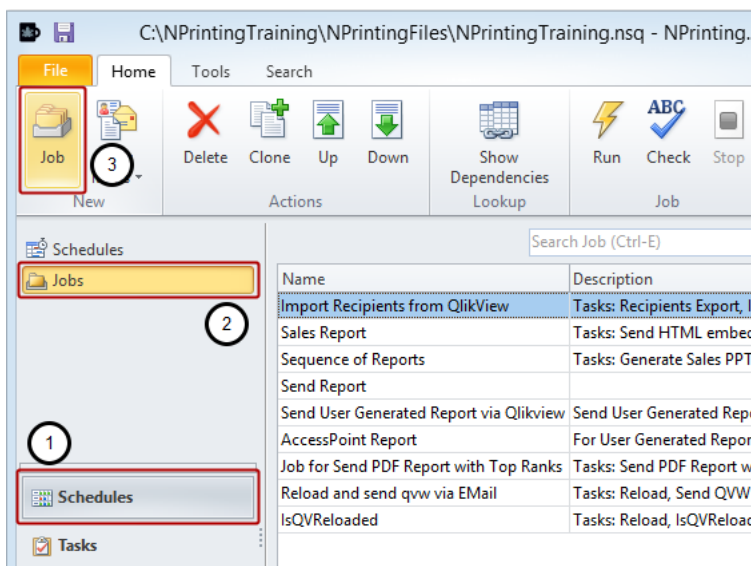 C:\NPrintingTraining\NPrintingFiles\NPrintingTraining.nsq - NPrinting.
File Home Tools Search
Job
3
Delete Clone Up Down Show Dependencies Run Check Stop
ABC
New Actions Lookup Job
Schedules
Jobs
2
1
Schedules
Tasks
Search Job (Ctrl-E)
Name Description
Import Recipients from QlikView Tasks: Recipients Export,
Sales Report Tasks: Send HTML embed
Sequence of Reports Tasks: Generate Sales PPT
Send Report
Send User Generated Report via Qlikview Send User Generated Rep
AccessPoint Report For User Generated Repor
Job for Send PDF Report with Top Ranks Tasks: Send PDF Report w
Reload and send qvw via EMail Tasks: Reload, Send QVW
IsQVReloaded Tasks: Reload, IsQVReload